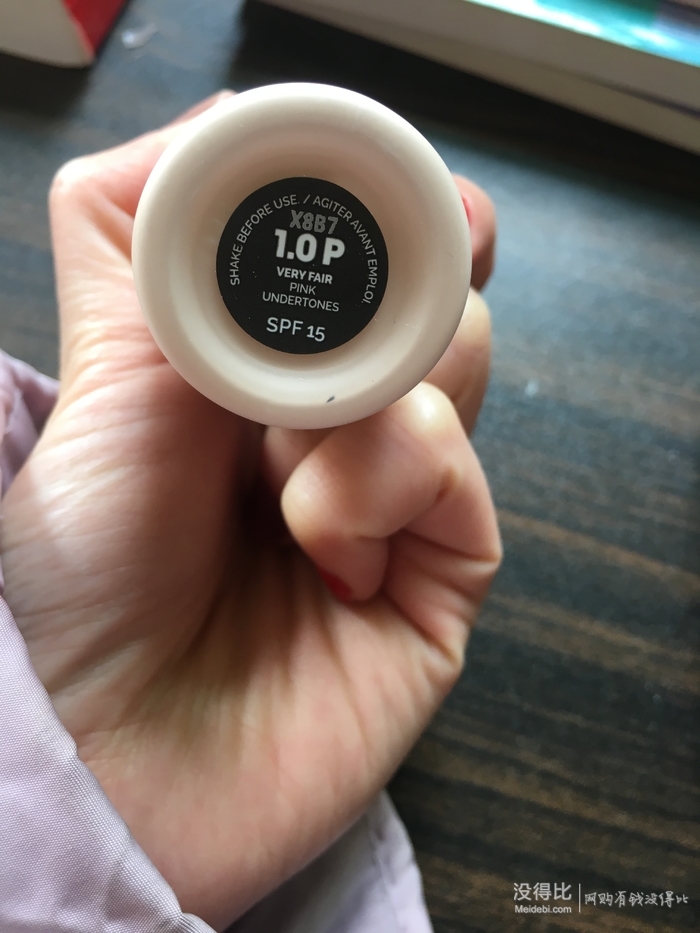 SHAKE BEFORE USE. / AGITER AVANT EMPLOI.
X8B7
1.0 P
VERY FAIR
PINK
UNDERTONES
SPF 15
没得比
Meidebi.com
网购有钱没得比